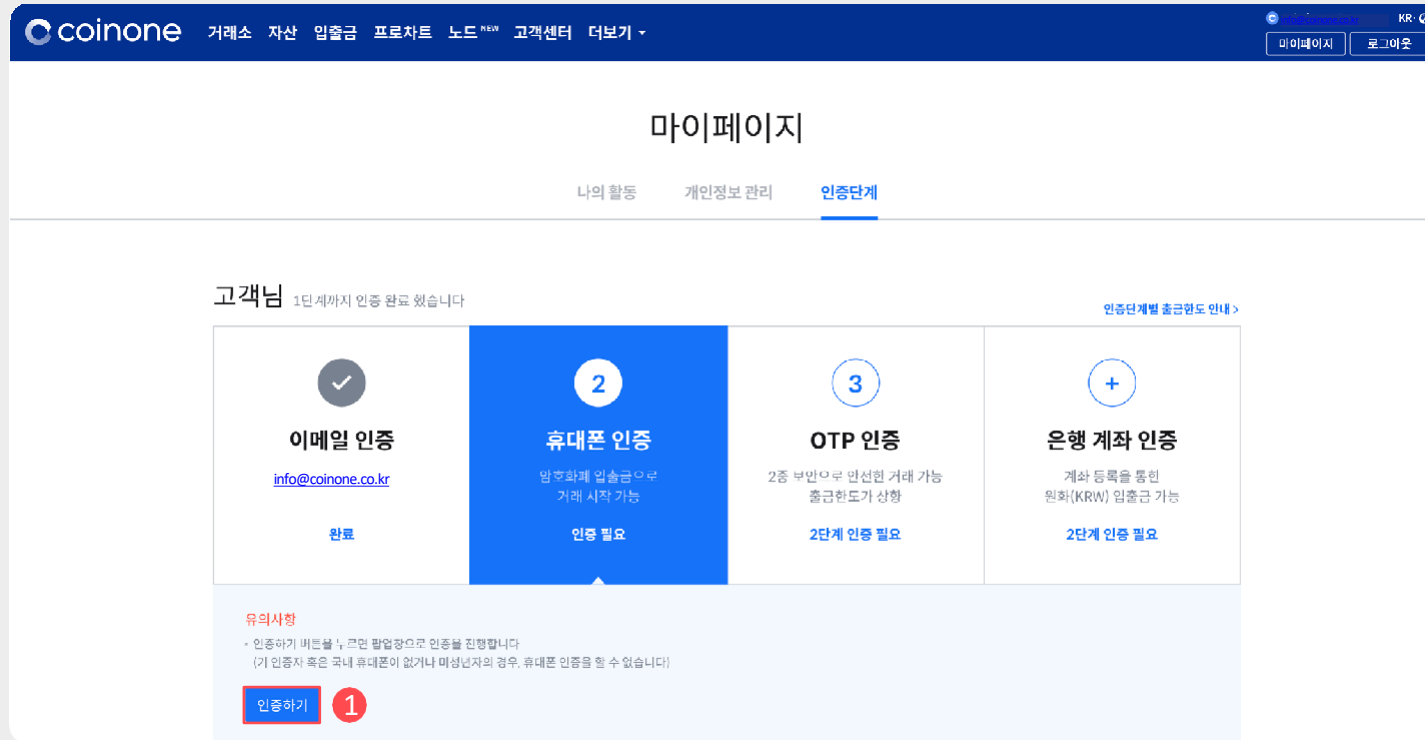 coinone 거래소 자산 입출금 프로차트 노드 NEW 고객센터 더보기
info@coinone.co.kr KR
마이페이지 로그아웃
마이페이지
나의 활동 개인정보 관리 인증단계
고객님 1단계까지 인증 완료 했습니다
인증단계별 출금한도 안내 >
2 3 +
이메일 인증 휴대폰 인증 OTP 인증 은행 계좌 인증
info@coinone.co.kr 암호화폐 입출금으로 2중 보안으로 안전한 거래 가능 계좌 등록을 통한
거래 시작 가능 출금한도가 상향 원화(KRW) 입출금 가능
완료 인증 필요 2단계 인증 필요 2단계 인증 필요
유의사항
• 인증하기 버튼을 누르면 팝업창으로 인증을 진행합니다
(기 인증자 혹은 국내 휴대폰이 없거나 미성년자의 경우, 휴대폰 인증을 할 수 없습니다)
인증하기 1